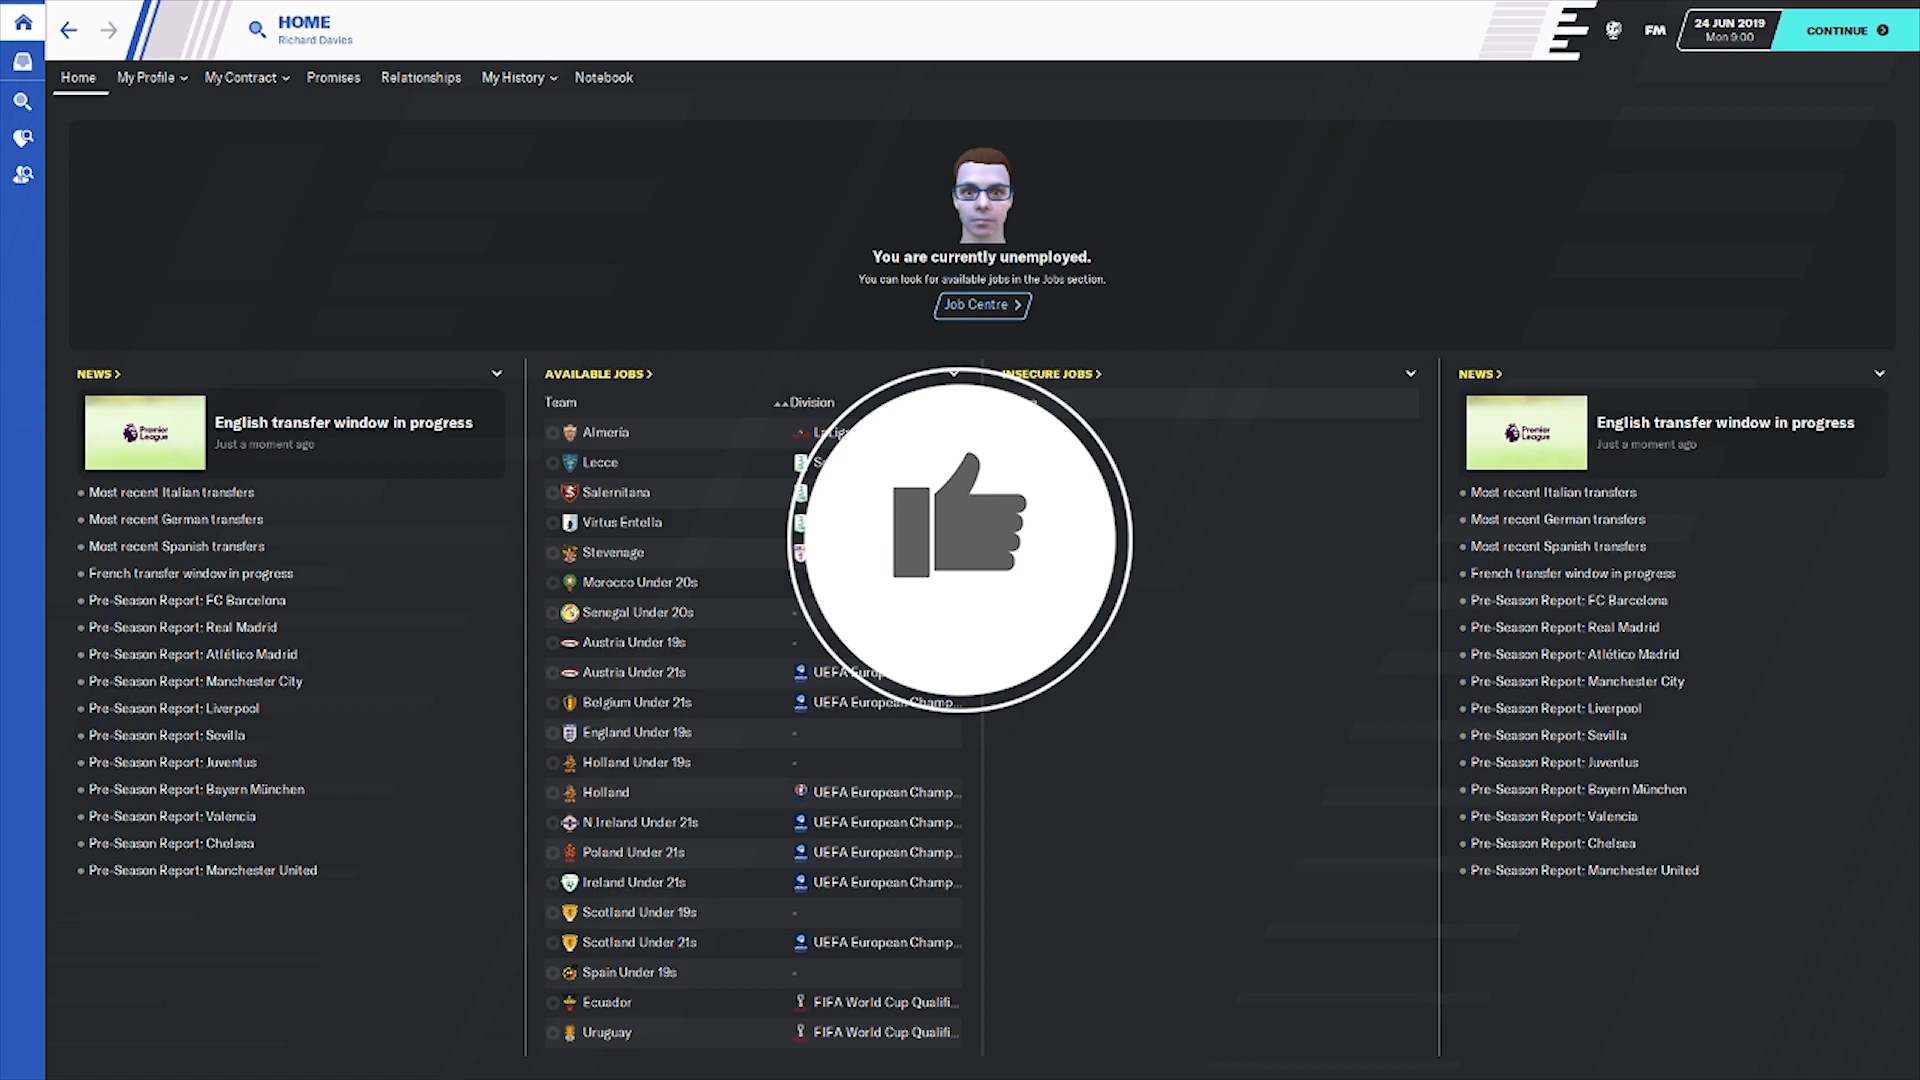 HOME
Richard Davies
FM
24 JUN 2019
Mon 9:00
CONTINUE
Home My Profile My Contract Promises Relationships My History Notebook
You are currently unemployed.
You can look for available jobs in the Jobs section.
Job Centre
NEWS
Premier League
English transfer window in progress
Just a moment ago
Most recent Italian transfers
Most recent German transfers
Most recent Spanish transfers
French transfer window in progress
Pre-Season Report: FC Barcelona
Pre-Season Report: Real Madrid
Pre-Season Report: Atlético Madrid
Pre-Season Report: Manchester City
Pre-Season Report: Liverpool
Pre-Season Report: Sevilla
Pre-Season Report: Juventus
Pre-Season Report: Bayern München
Pre-Season Report: Valencia
Pre-Season Report: Chelsea
Pre-Season Report: Manchester United
AVAILABLE JOBS
Team Division
Almería
Lecce
Salernitana
Virtus Entella
Stevenage
Morocco Under 20s
Senegal Under 20s -
Austria Under 19s -
Austria Under 21s UEFA Europ
Belgium Under 21s UEFA European Champ...
England Under 19s -
Holland Under 19s -
Holland UEFA European Champ...
N.Ireland Under 21s UEFA European Champ...
Poland Under 21s UEFA European Champ...
Ireland Under 21s UEFA European Champ...
Scotland Under 19s -
Scotland Under 21s UEFA European Champ...
Spain Under 19s -
Ecuador FIFA World Cup Qualifi...
Uruguay FIFA World Cup Qualifi...
INSECURE JOBS
NEWS
Premier League
English transfer window in progress
Just a moment ago
Most recent Italian transfers
Most recent German transfers
Most recent Spanish transfers
French transfer window in progress
Pre-Season Report: FC Barcelona
Pre-Season Report: Real Madrid
Pre-Season Report: Atlético Madrid
Pre-Season Report: Manchester City
Pre-Season Report: Liverpool
Pre-Season Report: Sevilla
Pre-Season Report: Juventus
Pre-Season Report: Bayern München
Pre-Season Report: Valencia
Pre-Season Report: Chelsea
Pre-Season Report: Manchester United